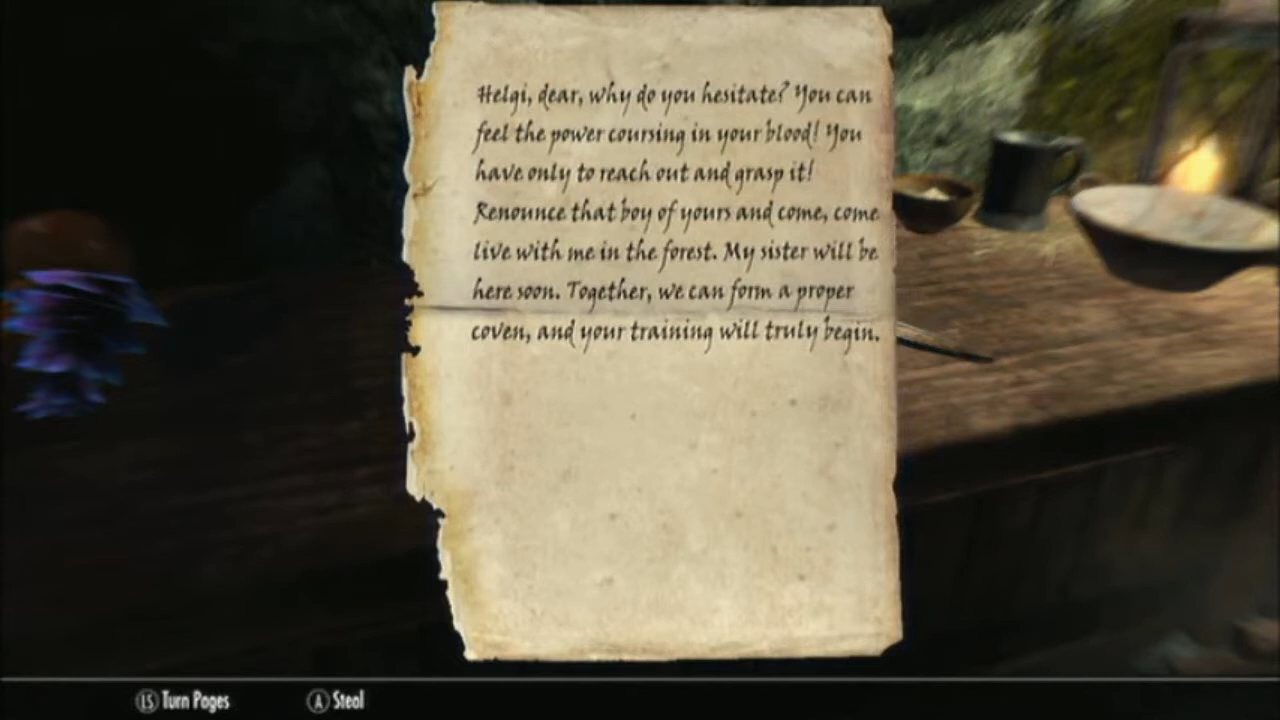 Helgi, dear, why do you hesitate? You can
feel the power coursing in your blood! You
have only to reach out and grasp it!
Renounce that boy of yours and come, come
live with me in the forest. My sister will be
here soon. Together, we can form a proper
coven, and your training will truly begin.
LS Turn Pages
A Steal